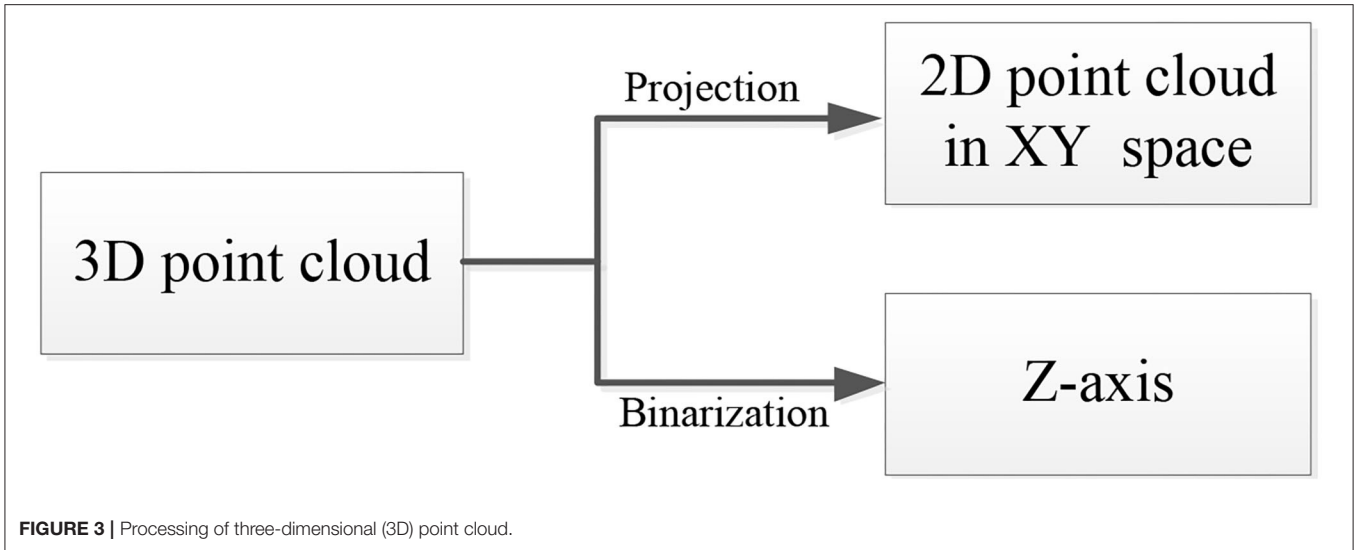 Projection
2D point cloud
in XY space
3D point cloud
Binarization
Z-axis
FIGURE 3 | Processing of three-dimensional (3D) point cloud.